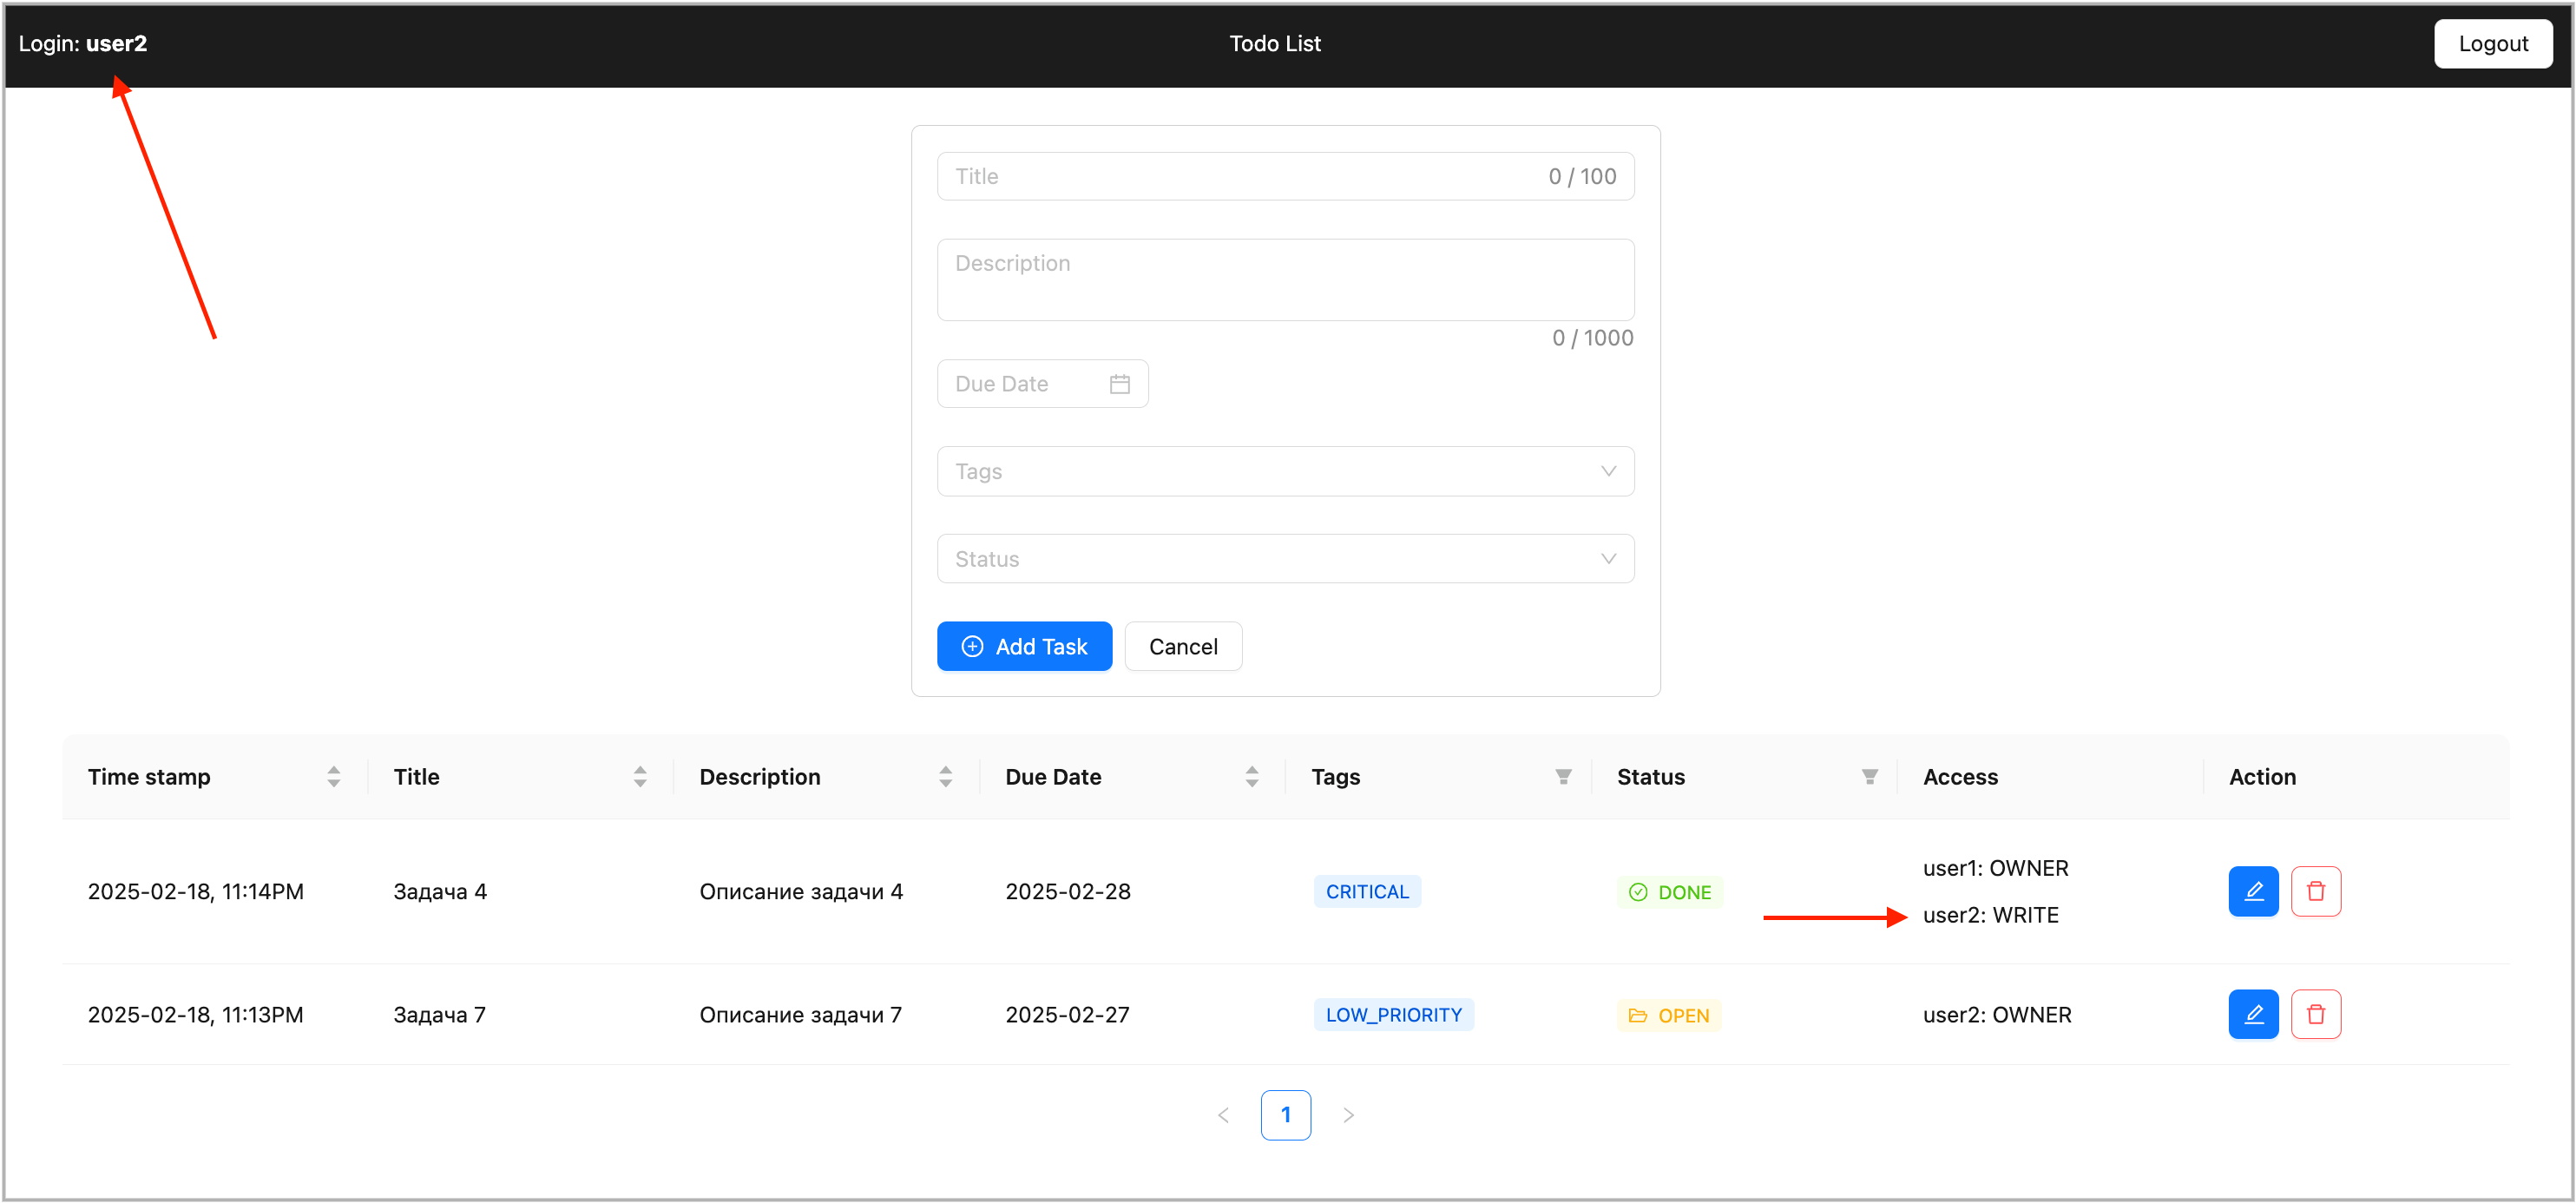 Login: user2
Todo List
Logout
Title
0 / 100
Description
0 / 1000
Due Date
Tags
Status
Add Task
Cancel
Time stamp
Title
Description
Due Date
Tags
Status
Access
Action
2025-02-18, 11:14PM
Задача 4
Описание задачи 4
2025-02-28
CRITICAL
DONE
user1: OWNER
user2: WRITE
2025-02-18, 11:13PM
Задача 7
Описание задачи 7
2025-02-27
LOW_PRIORITY
OPEN
user2: OWNER
1